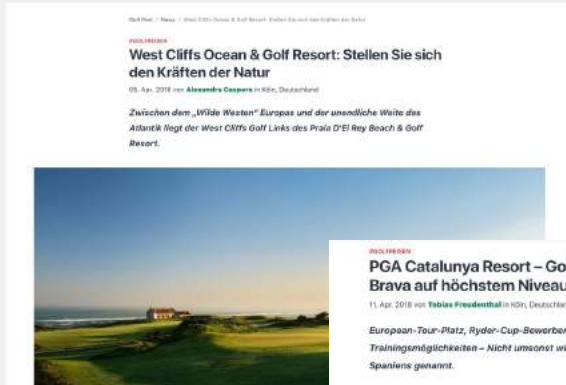 Golf Post / News / West Cliffs Ocean & Golf Resort: Stellen Sie sich den Kräften der Natur
#GOLFREISEN
West Cliffs Ocean & Golf Resort: Stellen Sie sich
den Kräften der Natur
05. Apr. 2018 von Alexandra Caspers in Köln, Deutschland
Zwischen dem „Wilde Westen" Europas und der unendliche Weite des
Atlantik liegt der West Cliffs Golf Links des Praia D'El Rey Beach & Golf
Resort.
#GOLFREISEN
PGA Catalunya Resort – Go
Brava auf höchstem Niveau
11. Apr. 2018 von Tobias Freudenthal in Köln, Deutschlan
European-Tour-Platz, Ryder-Cup-Bewerber
Trainingsmöglichkeiten – Nicht umsonst wi
Spaniens genannt.